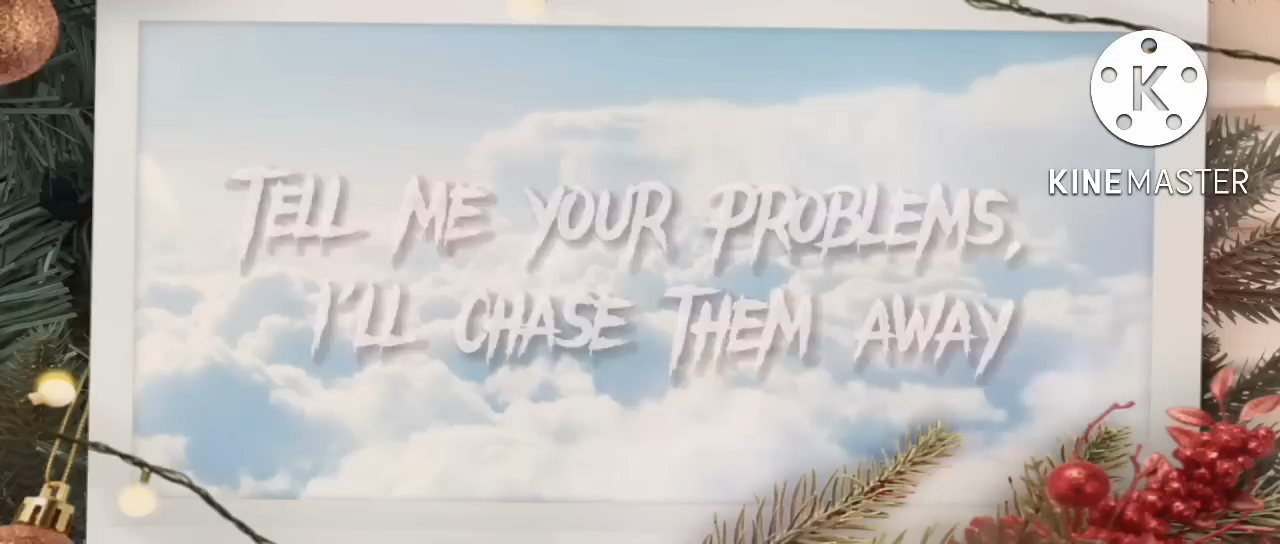 TELL ME YOUR PROBLEMS,
I'LL CHASE THEM AWAY
K
KINEMASTER